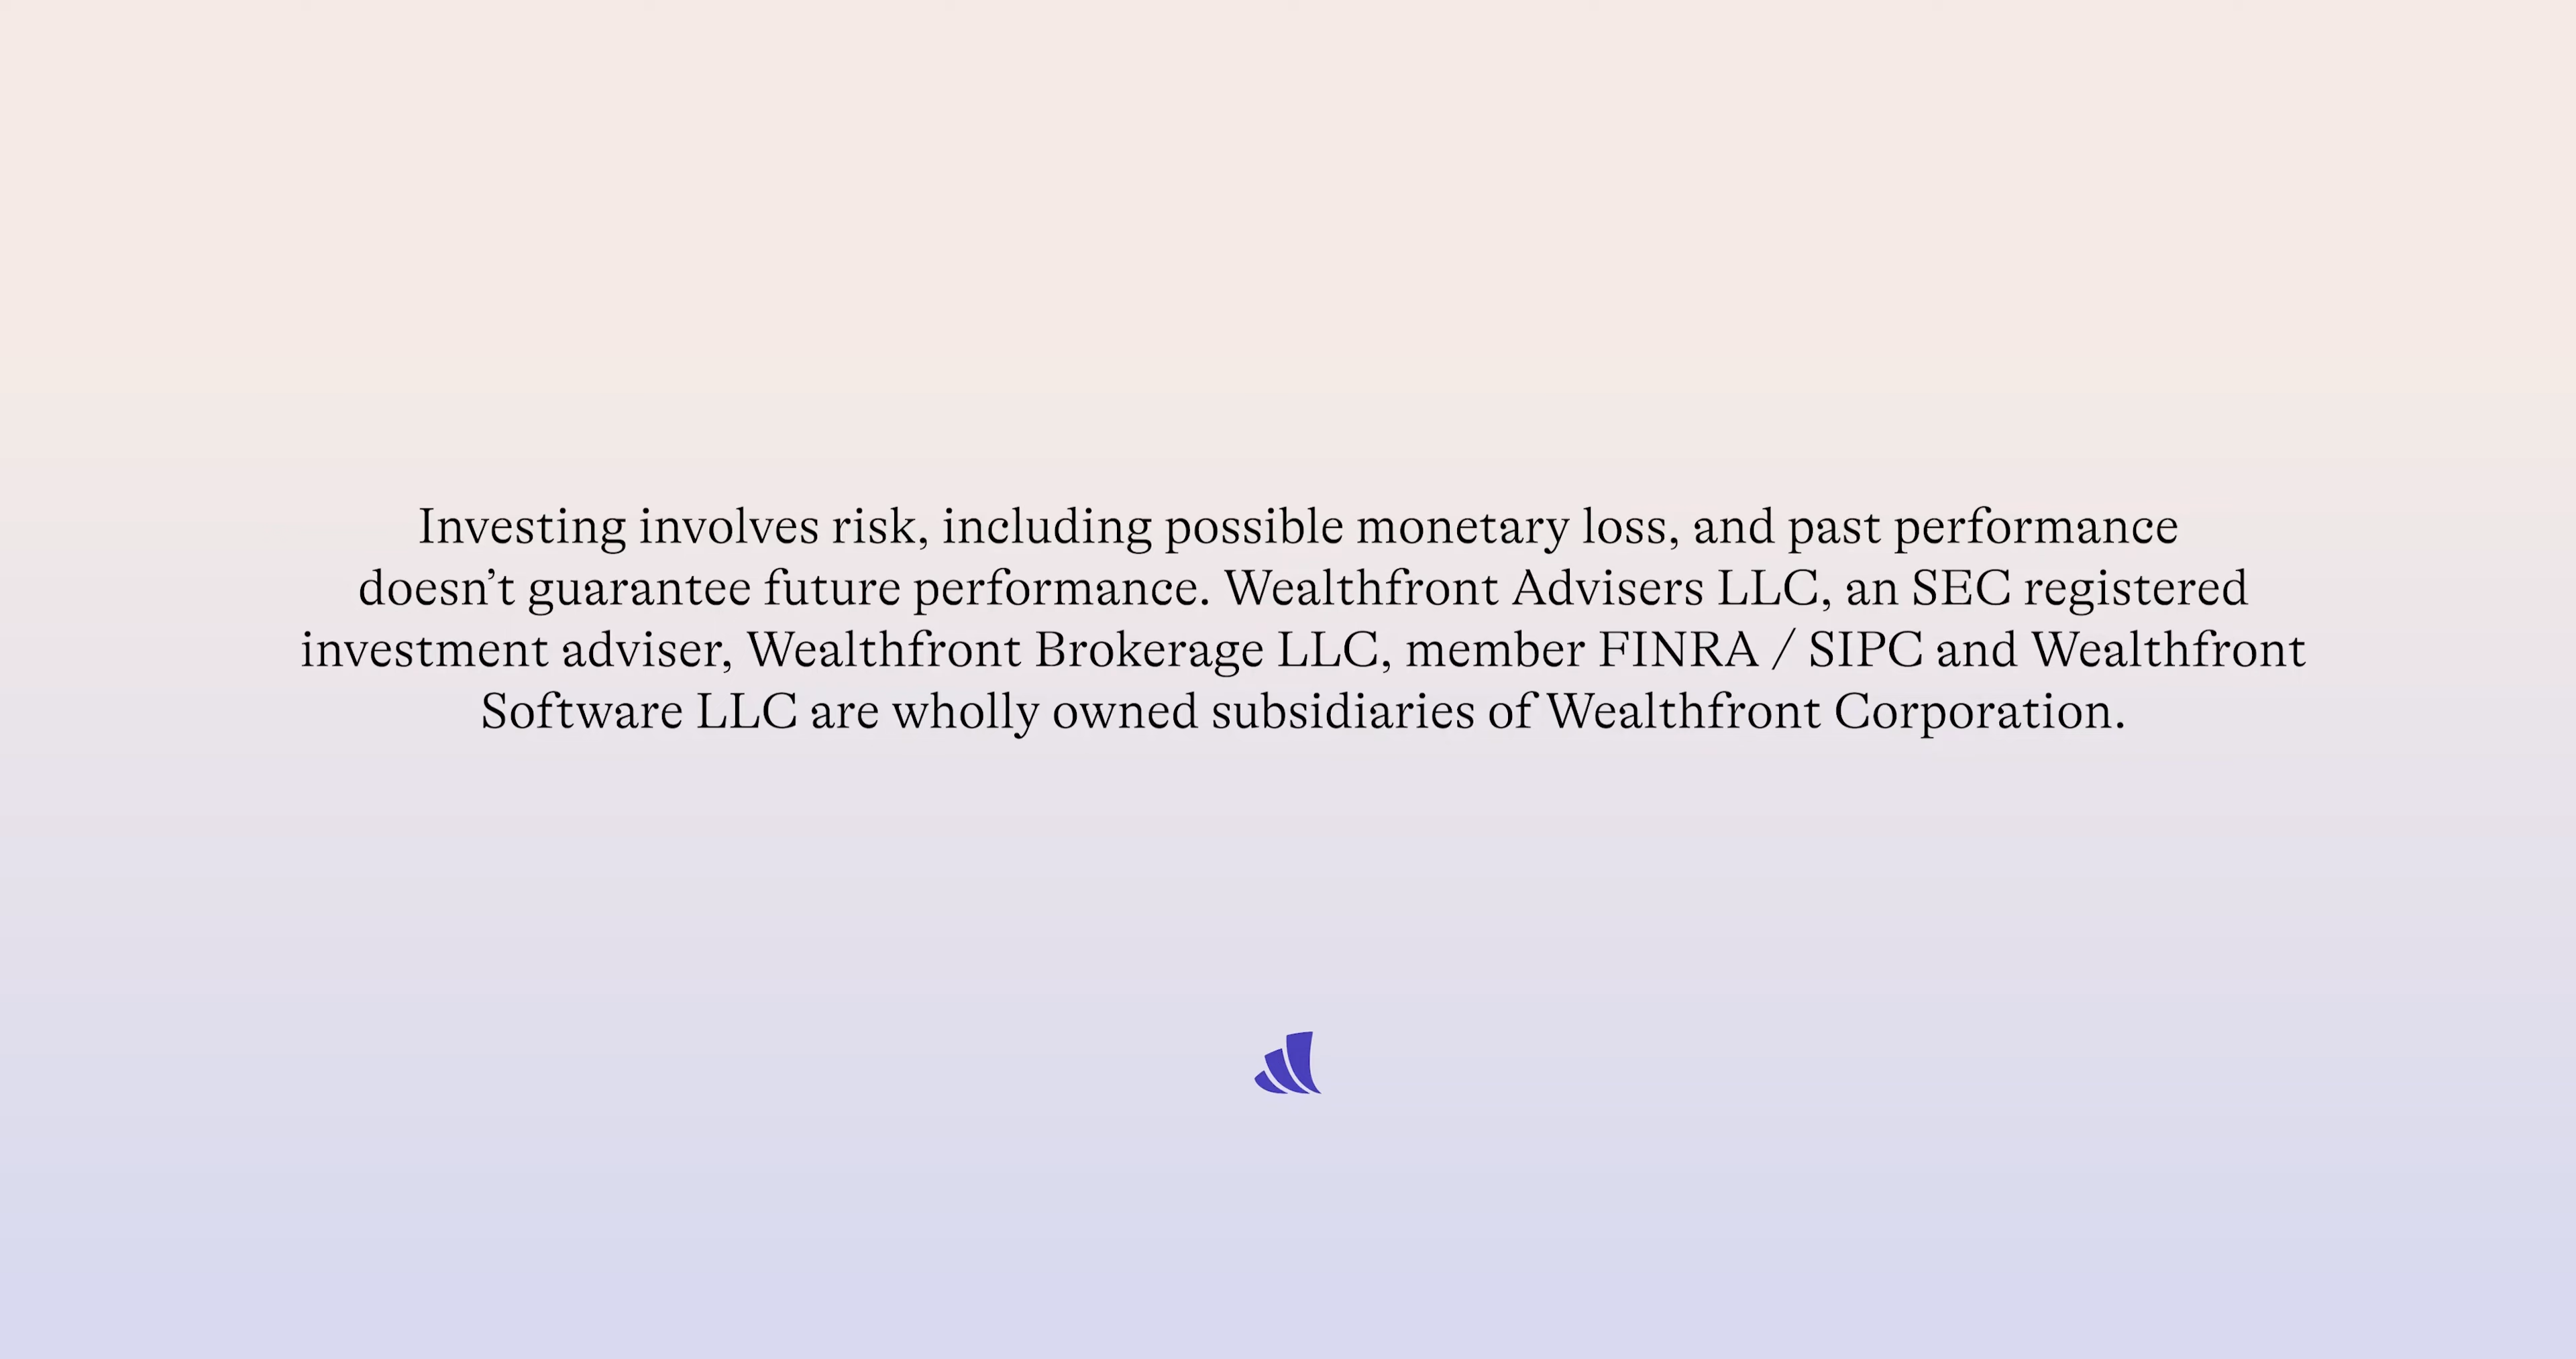 Investing involves risk, including possible monetary loss, and past performance
doesn’t guarantee future performance. Wealthfront Advisers LLC, an SEC registered
investment adviser, Wealthfront Brokerage LLC, member FINRA / SIPC and Wealthfront
Software LLC are wholly owned subsidiaries of Wealthfront Corporation.